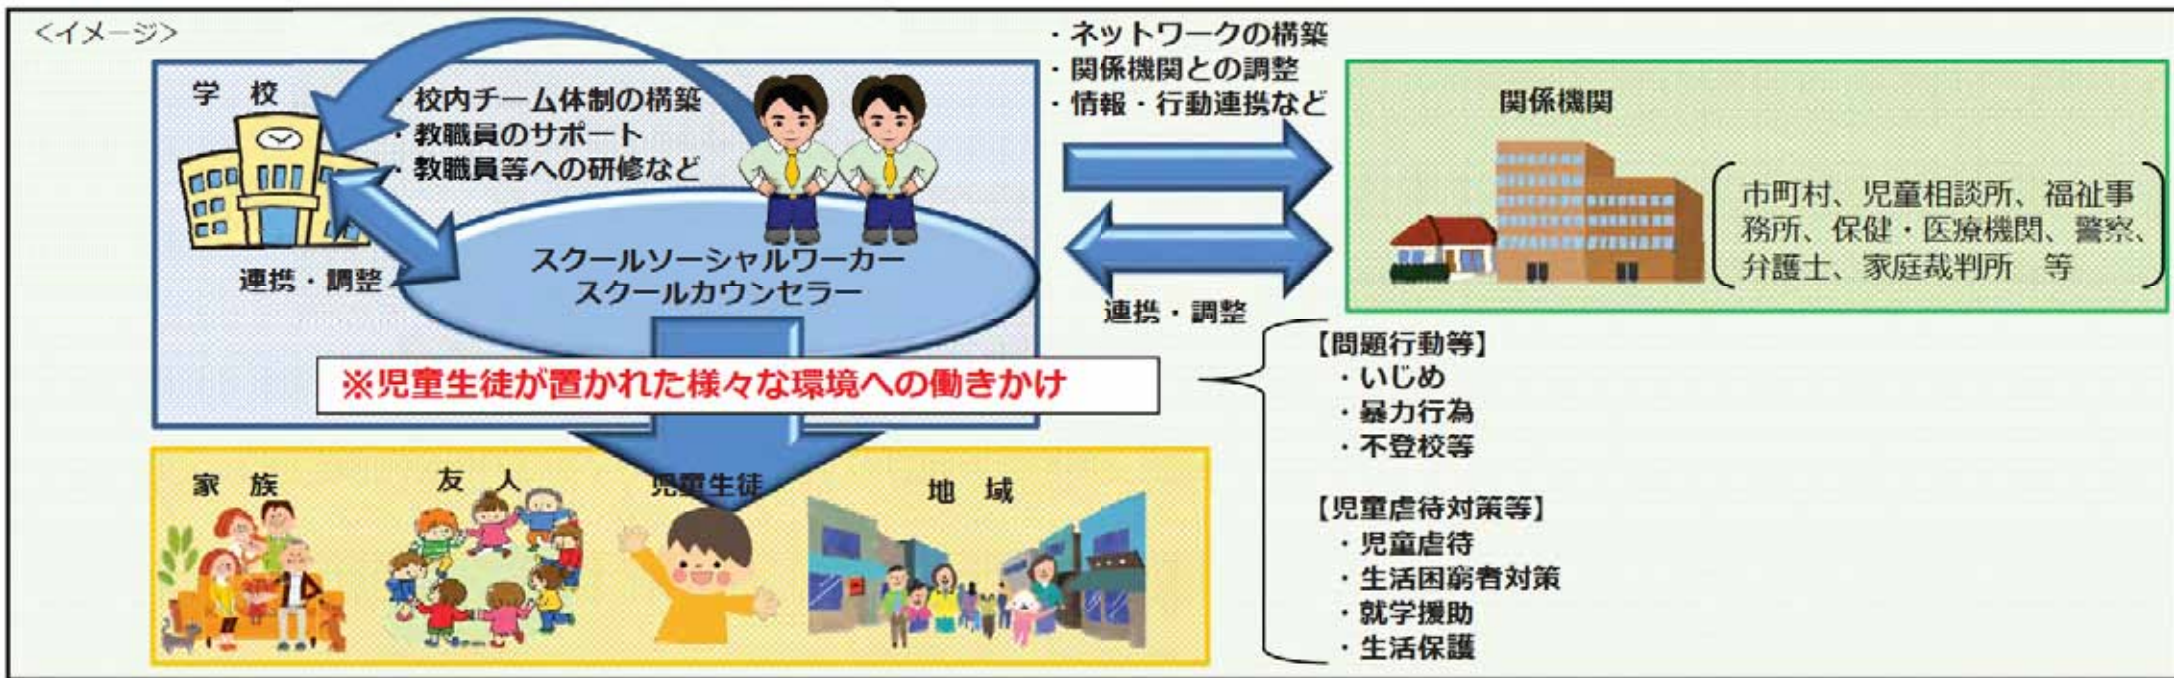 <イメージ>
学 校
・校内チーム体制の構築
・教職員のサポート
・教職員等への研修など
連携・調整
スクールソーシャルワーカー
スクールカウンセラー
・ネットワークの構築
・関係機関との調整
・情報・行動連携など
連携・調整
関係機関
市町村、児童相談所、福祉事
務所、保健・医療機関、警察、
弁護士、家庭裁判所 等
※児童生徒が置かれた様々な環境への働きかけ
【問題行動等】
・いじめ
・暴力行為
・不登校等
【児童虐待対策等】
・児童虐待
・生活困窮者対策
・就学援助
・生活保護
家 族
友 人
児童生徒
地 域